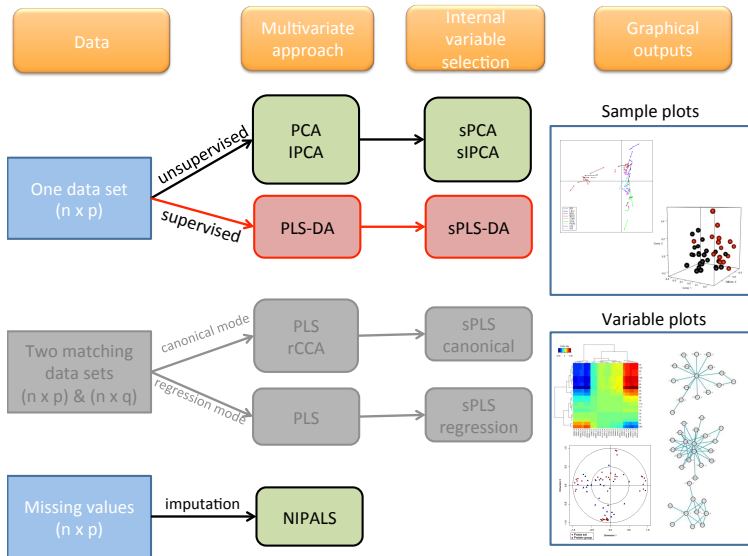 Data
Multivariate
approach
Internal
variable
selection
Graphical
outputs
One data set
(n x p)
unsupervised
supervised
PCA
IPCA
sPCA
sIPCA
PLS-DA
sPLS-DA
Two matching
data sets
(n x p) & (n x q)
canonical mode
regression mode
PLS
rCCA
sPLS
canonical
PLS
sPLS
regression
Missing values
(n x p)
imputation
NIPALS
Sample plots
Variable plots